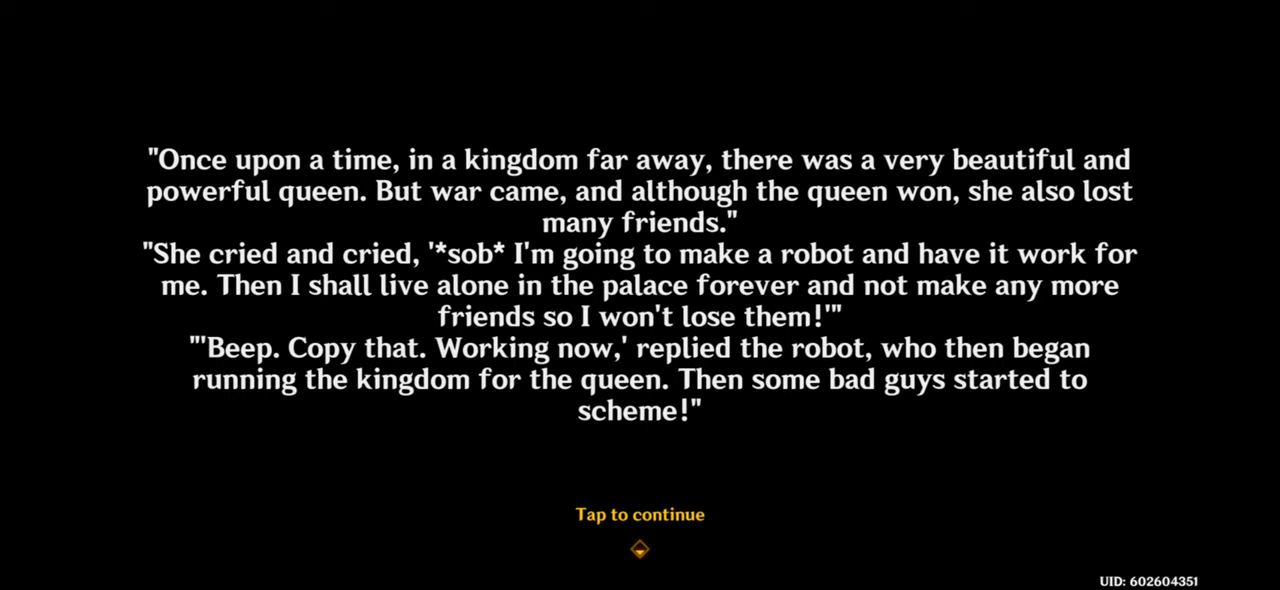 "Once upon a time, in a kingdom far away, there was a very beautiful and
powerful queen. But war came, and although the queen won, she also lost
many friends."
"She cried and cried, '*sob* I'm going to make a robot and have it work for
me. Then I shall live alone in the palace forever and not make any more
friends so I won't lose them!'"
"'Beep. Copy that. Working now,' replied the robot, who then began
running the kingdom for the queen. Then some bad guys started to
scheme!"
Tap to continue
UID: 602604351